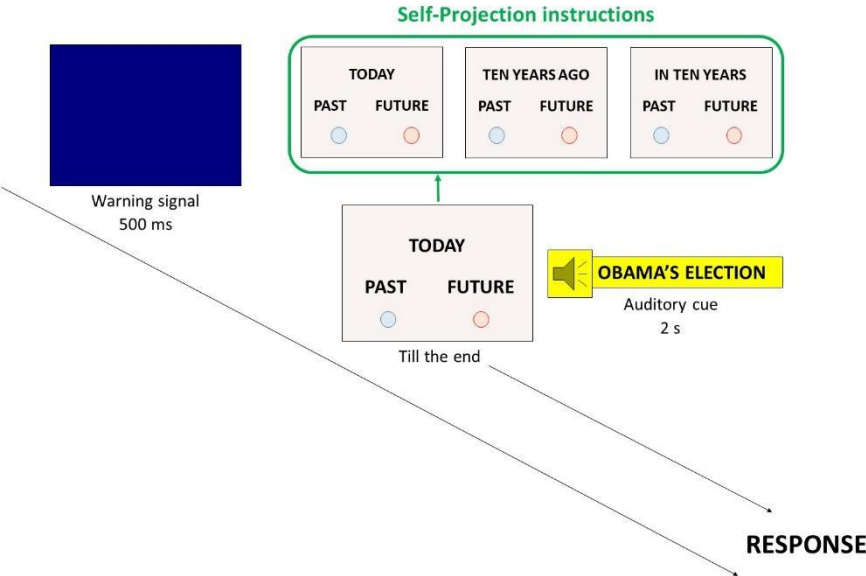 Self-Projection instructions
TODAY
PAST FUTURE
TEN YEARS AGO
PAST FUTURE
IN TEN YEARS
PAST FUTURE
Warning signal
500 ms
TODAY
PAST FUTURE
Till the end
OBAMA'S ELECTION
Auditory cue
2 s
RESPONSE